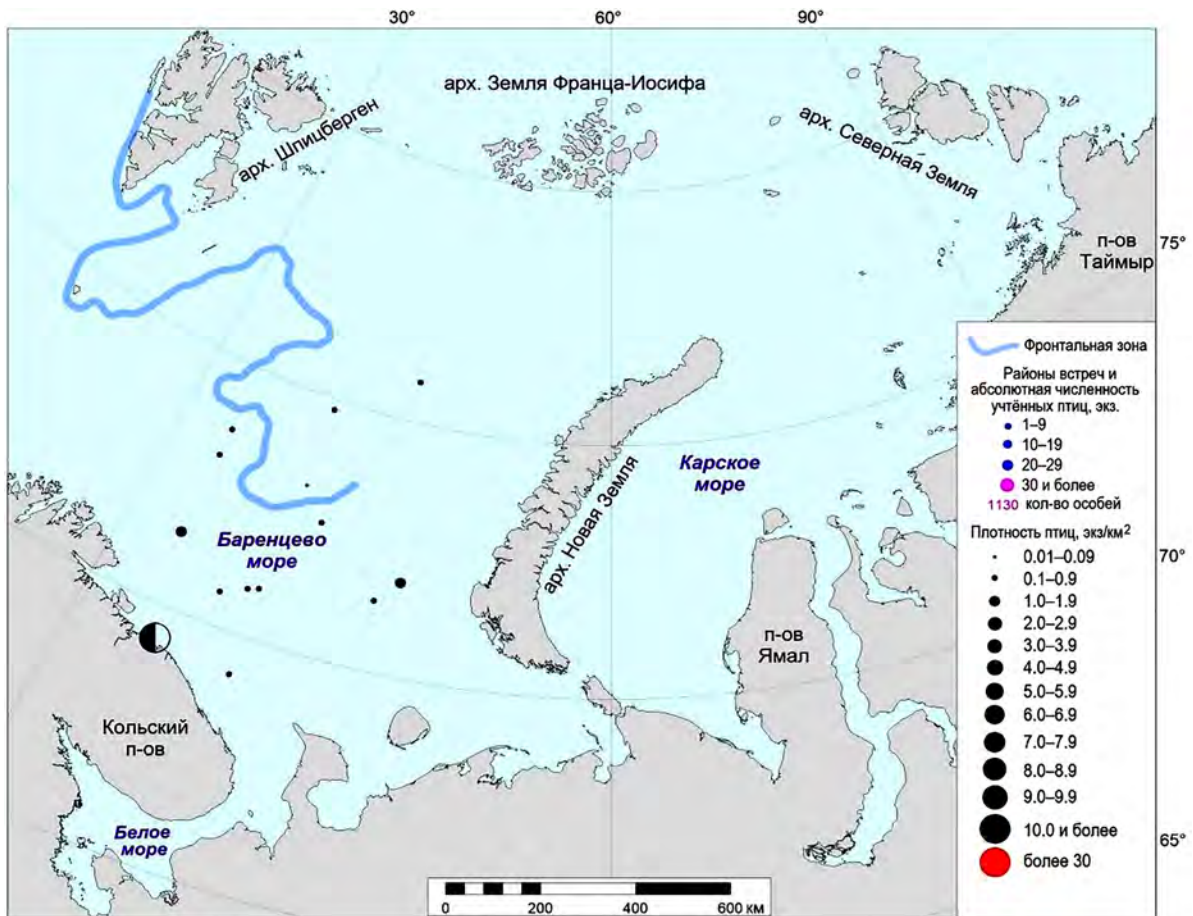 30°
60°
90°
арх. Земля Франца-Иосифа
арх. Шпицберген
арх. Северная Земля
п-ов
Таймыр
75°
Фронтальная зона
Районы встреч и
абсолютная численность
учтённых птиц, экз.
1–9
10–19
20–29
30 и более
1130 кол-во особей
Плотность птиц, экз/км²
0.01–0.09
0.1–0.9
1.0–1.9
2.0–2.9
3.0–3.9
4.0–4.9
5.0–5.9
6.0–6.9
7.0–7.9
8.0–8.9
9.0–9.9
10.0 и более
более 30
Карское
море
арх. Новая Земля
Баренцево
море
70°
п-ов
Ямал
Кольский
п-ов
Белое
море
65°
0 200 400 600 км